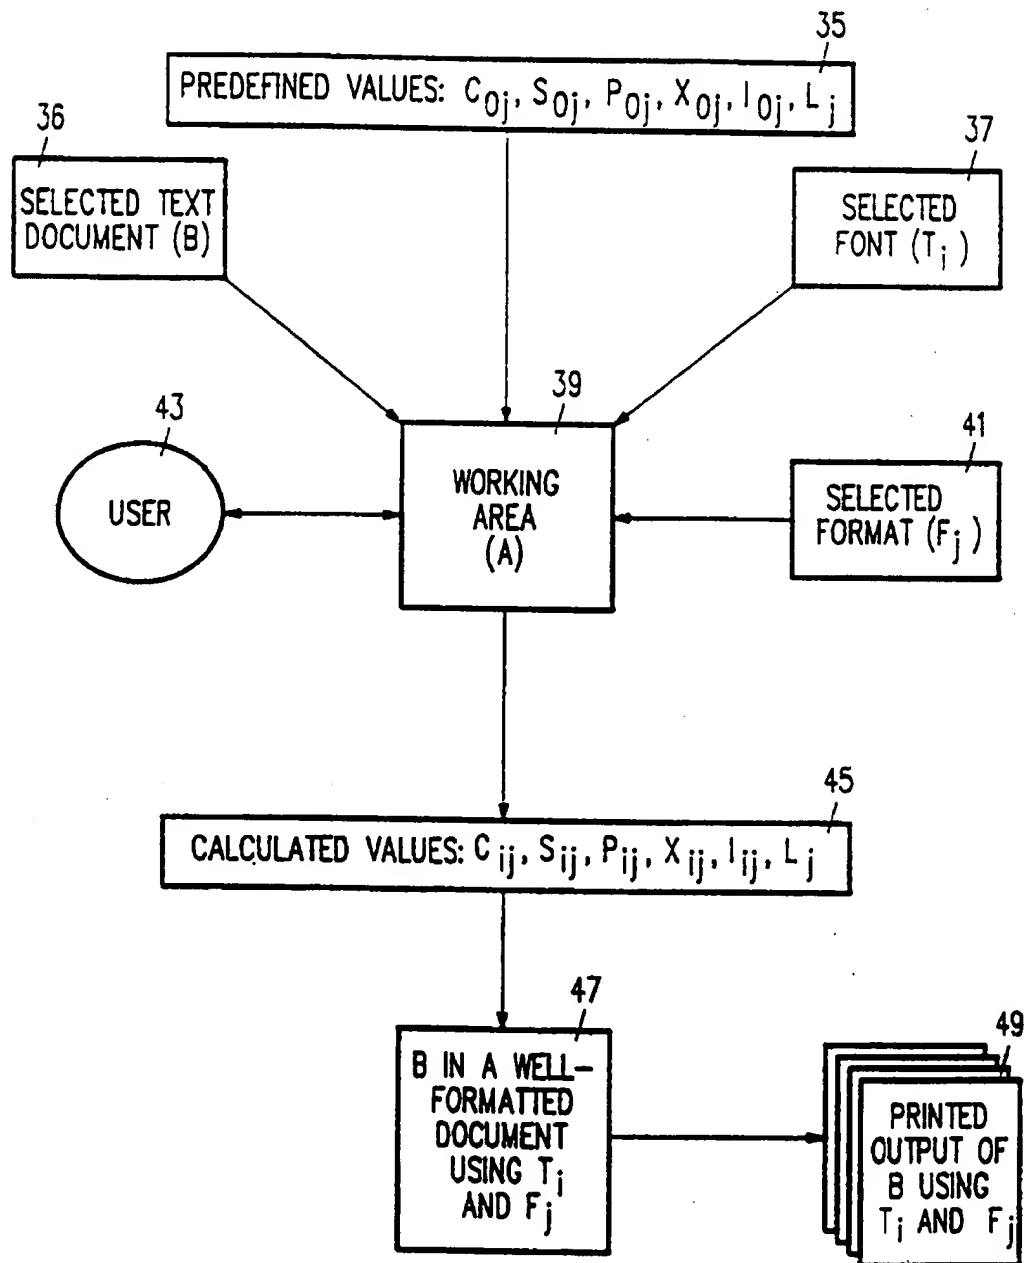 35
PREDEFINED VALUES: C0j, S0j, P0j, X0j, I0j, Lj
36
SELECTED TEXT
DOCUMENT (B)
37
SELECTED
FONT (Ti)
39
WORKING
AREA
(A)
43
USER
41
SELECTED
FORMAT (Fj)
45
CALCULATED VALUES: Cij, Sij, Pij, Xij, Iij, Lj
47
B IN A WELL-
FORMATTED
DOCUMENT
USING Ti
AND Fj
49
PRINTED
OUTPUT OF
B USING
Ti AND Fj